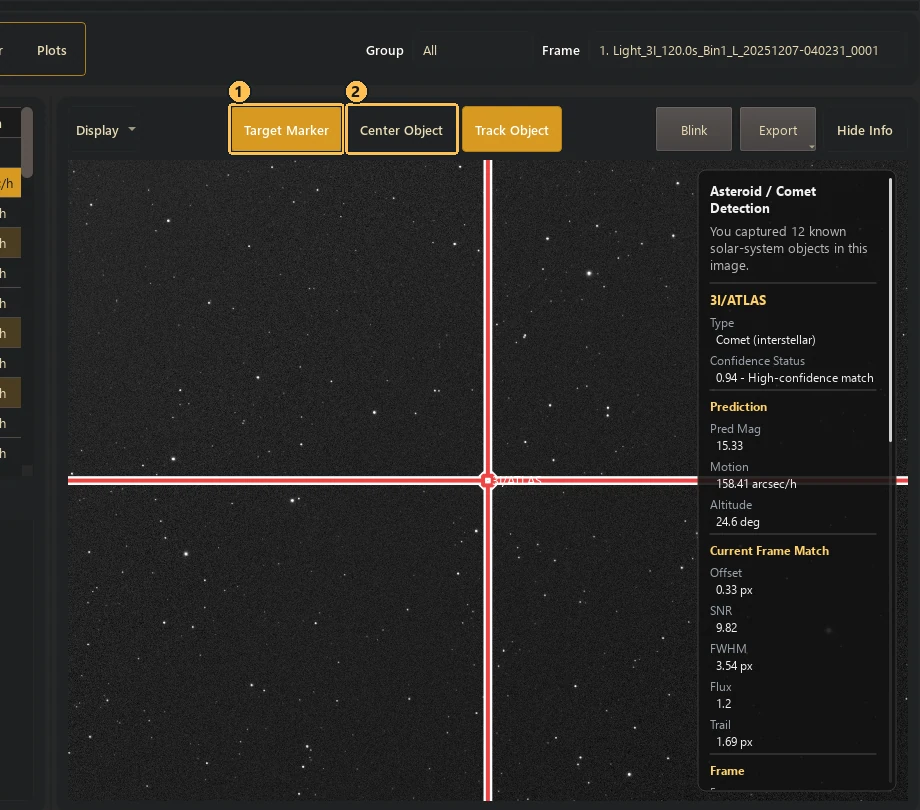 r
Plots
Group
All
Frame
1. Light_3I_120.0s_Bin1_L_20251207-040231_0001
1
2
Display
Target Marker
Center Object
Track Object
Blink
Export
Hide Info
/h
h
h
h
h
h
h
h
h
h
3I/ATLAS
Asteroid / Comet
Detection
You captured 12 known
solar-system objects in this
image.
3I/ATLAS
Type
Comet (interstellar)
Confidence Status
0.94 - High-confidence match
Prediction
Pred Mag
15.33
Motion
158.41 arcsec/h
Altitude
24.6 deg
Current Frame Match
Offset
0.33 px
SNR
9.82
FWHM
3.54 px
Flux
1.2
Trail
1.69 px
Frame